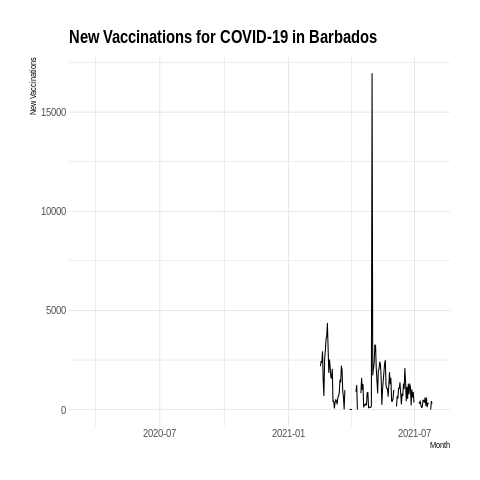 New Vaccinations for COVID-19 in Barbados
New Vaccinations
15000
10000
5000
0
2020-07
2021-01
2021-07
Month